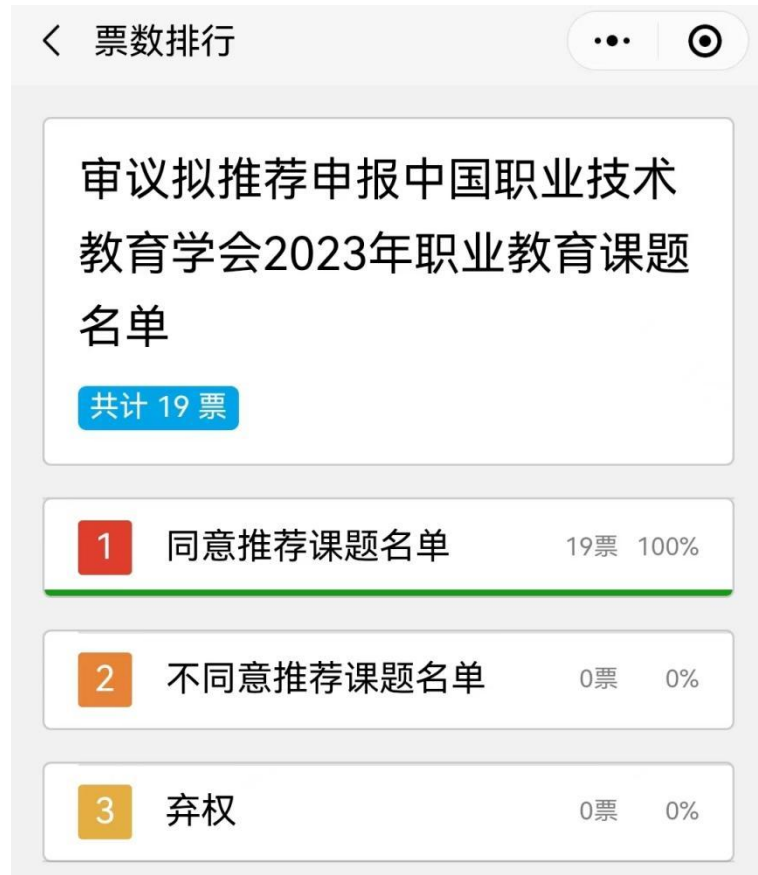 票数排行
审议拟推荐申报中国职业技术
教育学会2023年职业教育课题
名单
共计 19 票
1 同意推荐课题名单 19票 100%
2 不同意推荐课题名单 0票 0%
3 弃权 0票 0%